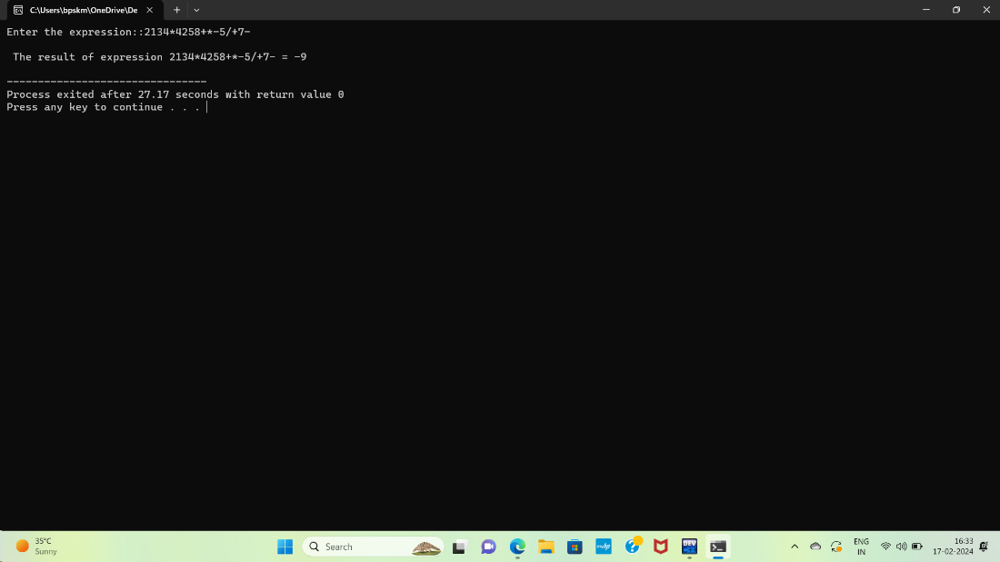 C:\Users\bpskm\OneDrive\De
Enter the expression::2134*4258+*-5/+7-
The result of expression 2134*4258+*-5/+7- = -9
--------------------------------
Process exited after 27.17 seconds with return value 0
Press any key to continue . . .
35°C
Sunny
Search
myhp
DEV
ENG
IN
16:33
17-02-2024